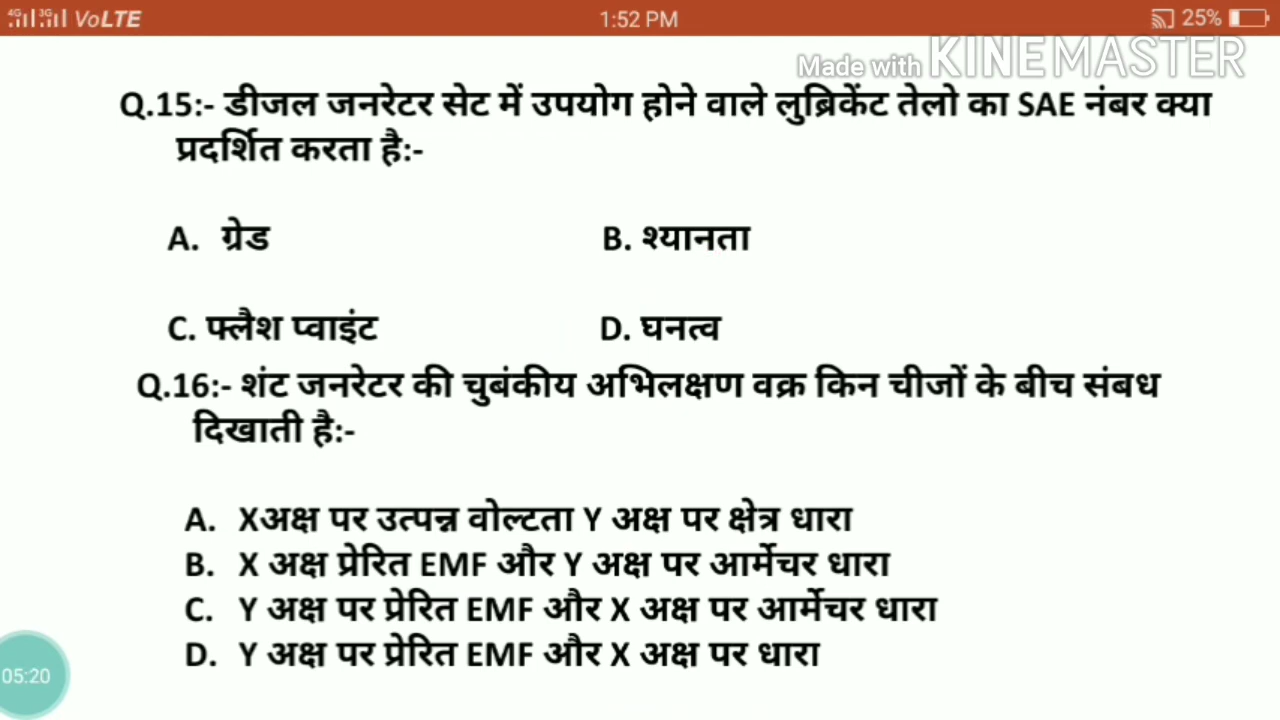 4G 3G VoLTE 1:52 PM 25%
Made with KINEMASTER
Q.15:- डीजल जनरेटर सेट में उपयोग होने वाले लुब्रिकेंट तेलो का SAE नंबर क्या
प्रदर्शित करता है:-
A. ग्रेड B. श्यानता
C. फ्लैश प्वाइंट D. घनत्व
Q.16:- शंट जनरेटर की चुबंकीय अभिलक्षण वक्र किन चीजों के बीच संबध
दिखाती है:-
A. Xअक्ष पर उत्पन्न वोल्टता Y अक्ष पर क्षेत्र धारा
B. X अक्ष प्रेरित EMF और Y अक्ष पर आर्मेचर धारा
C. Y अक्ष पर प्रेरित EMF और X अक्ष पर आर्मेचर धारा
D. Y अक्ष पर प्रेरित EMF और X अक्ष पर धारा
05:20